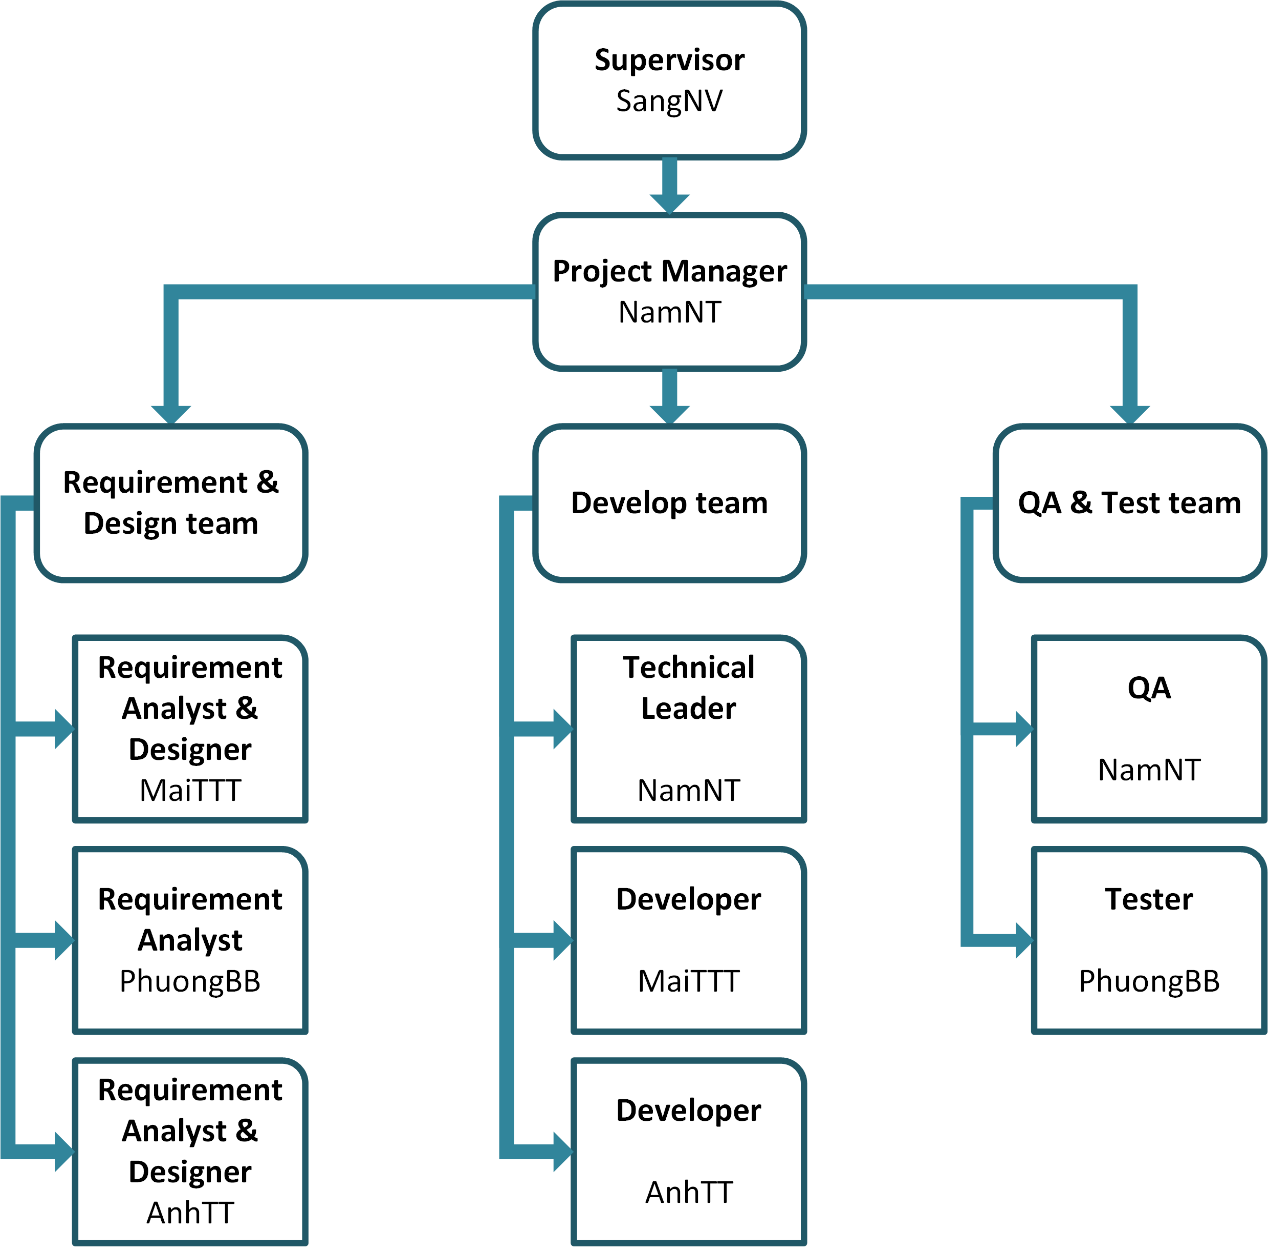 Supervisor
SangNV
Project Manager
NamNT
Requirement &
Design team
Develop team
QA & Test team
Requirement
Analyst &
Designer
MaiTTT
Technical
Leader
NamNT
QA
NamNT
Requirement
Analyst
PhuongBB
Developer
MaiTTT
Tester
PhuongBB
Requirement
Analyst &
Designer
AnhTT
Developer
AnhTT